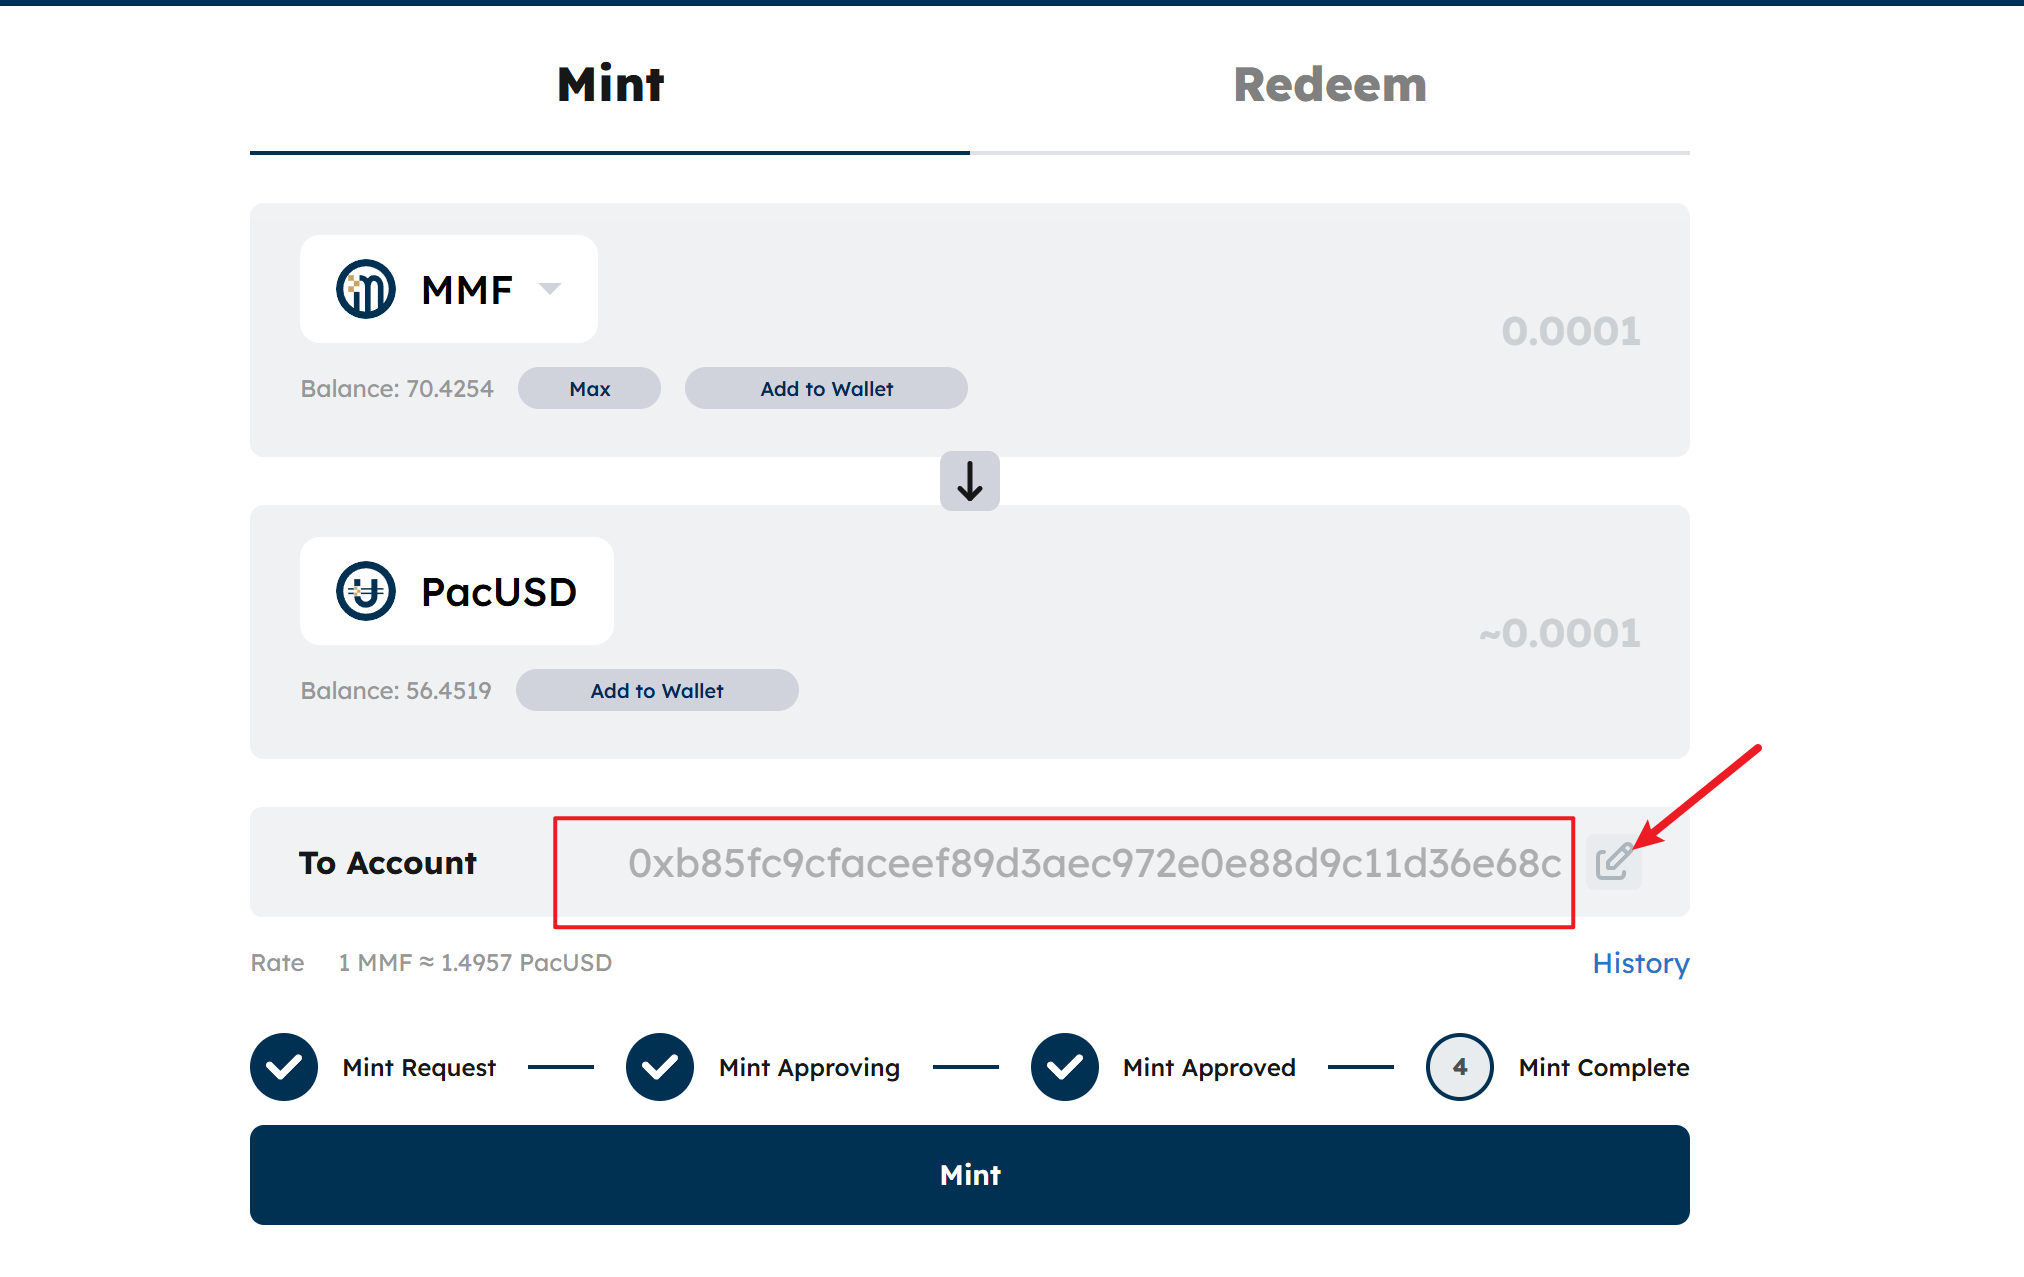 Mint
Redeem
MMF
0.0001
Balance: 70.4254
Max
Add to Wallet
PacUSD
~0.0001
Balance: 56.4519
Add to Wallet
To Account
0xb85fc9cfaceef89d3aec972e0e88d9c11d36e68c
Rate 1 MMF ≈ 1.4957 PacUSD
History
Mint Request
Mint Approving
Mint Approved
4
Mint Complete
Mint